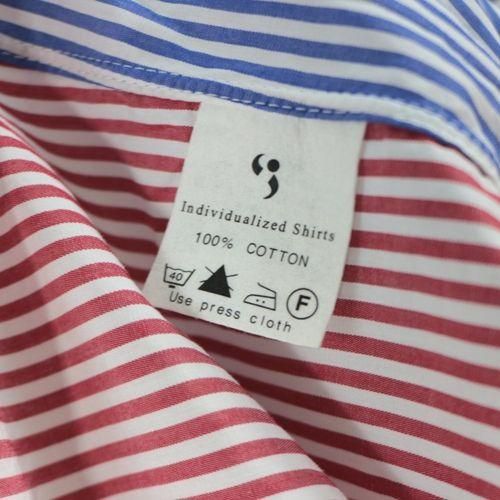 Individualized Shirts
100% COTTON
40 F
Use press cloth